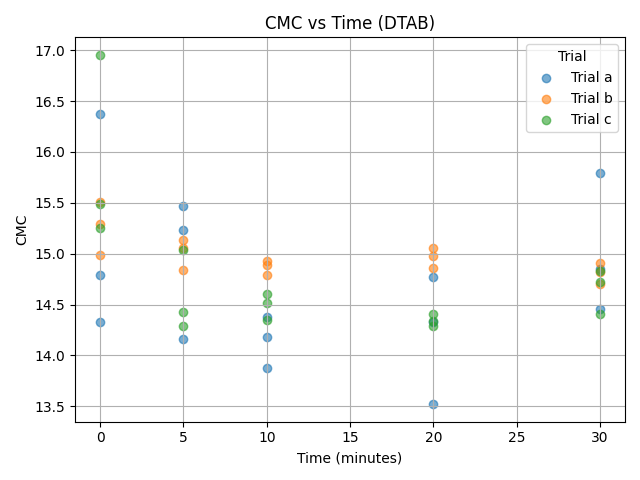 CMC vs Time (DTAB)
Trial
Trial a
Trial b
Trial c
17.0
16.5
16.0
15.5
15.0
14.5
14.0
13.5
CMC
0 5 10 15 20 25 30
Time (minutes)